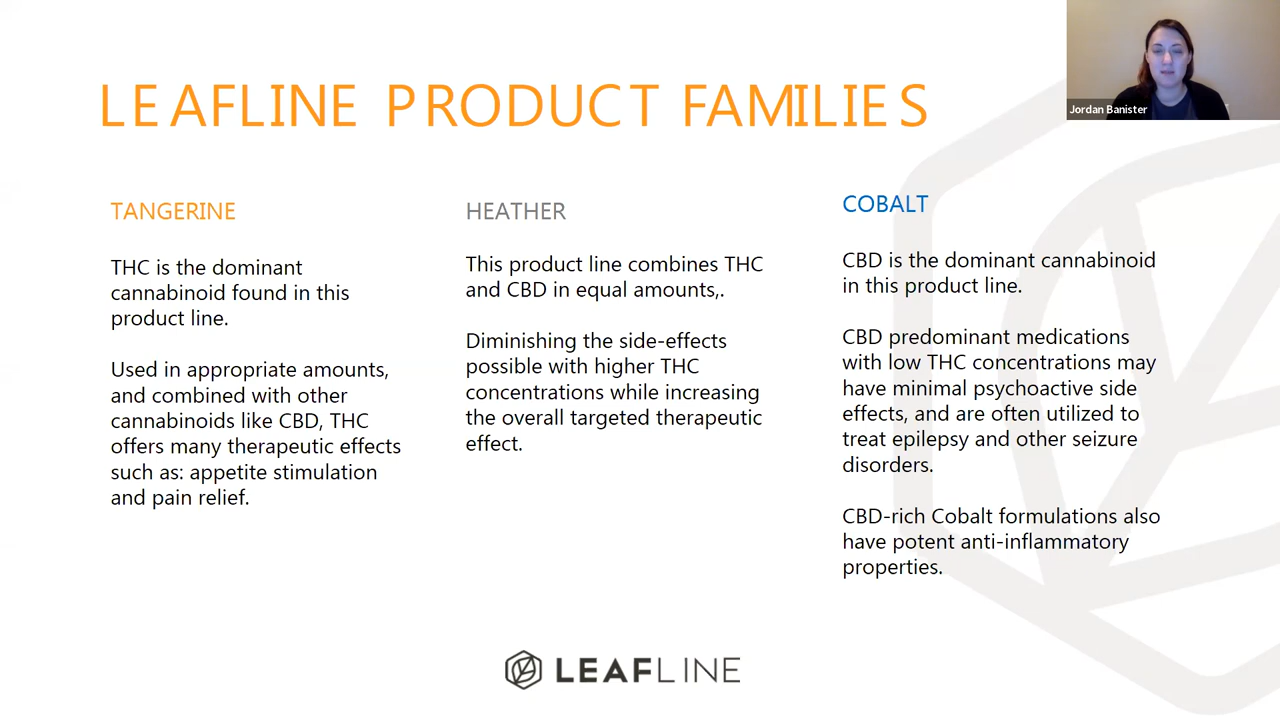 LEAFLINE PRODUCT FAMILIES
Jordan Banister
TANGERINE
THC is the dominant
cannabinoid found in this
product line.
Used in appropriate amounts,
and combined with other
cannabinoids like CBD, THC
offers many therapeutic effects
such as: appetite stimulation
and pain relief.
HEATHER
This product line combines THC
and CBD in equal amounts,.
Diminishing the side-effects
possible with higher THC
concentrations while increasing
the overall targeted therapeutic
effect.
COBALT
CBD is the dominant cannabinoid
in this product line.
CBD predominant medications
with low THC concentrations may
have minimal psychoactive side
effects, and are often utilized to
treat epilepsy and other seizure
disorders.
CBD-rich Cobalt formulations also
have potent anti-inflammatory
properties.
LEAFLINE